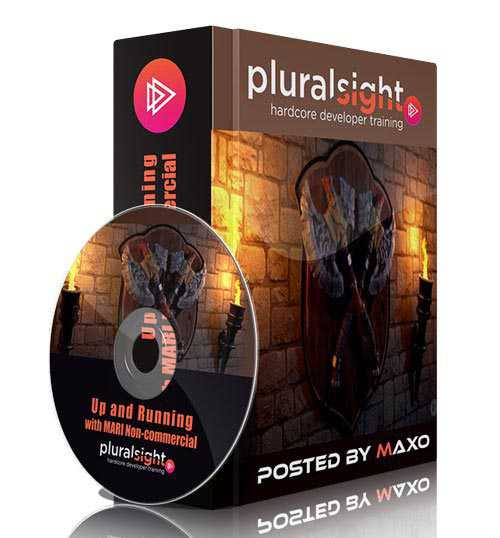 pluralsight
hardcore developer training
Up and Running
with MARI Non-commercial
pluralsight
hardcore developer training
POSTED BY MAXO